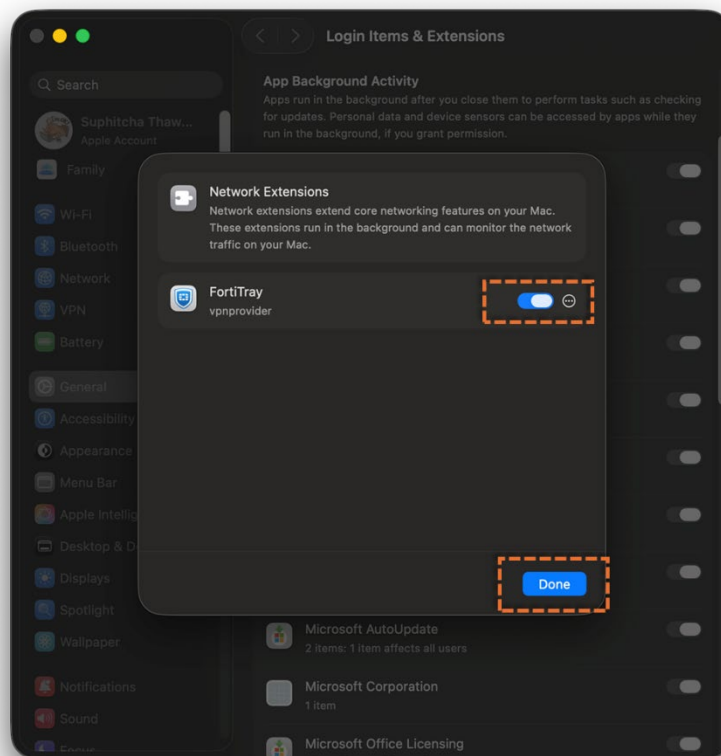 Login Items & Extensions
Search
Suphitcha Thaw...
Apple Account
Family
Wi-Fi
Bluetooth
Network
VPN
Battery
General
Accessibility
Appearance
Menu Bar
Apple Intellig
Desktop & D
Displays
Spotlight
Wallpaper
Notifications
Sound
Focus
App Background Activity
Apps run in the background after you close them to perform tasks such as checking
for updates. Personal data and device sensors can be accessed by apps while they
run in the background, if you grant permission.
Network Extensions
Network extensions extend core networking features on your Mac.
These extensions run in the background and can monitor the network
traffic on your Mac.
FortiTray
vpnprovider
Done
Microsoft AutoUpdate
2 items: 1 item affects all users
Microsoft Corporation
1 item
Microsoft Office Licensing